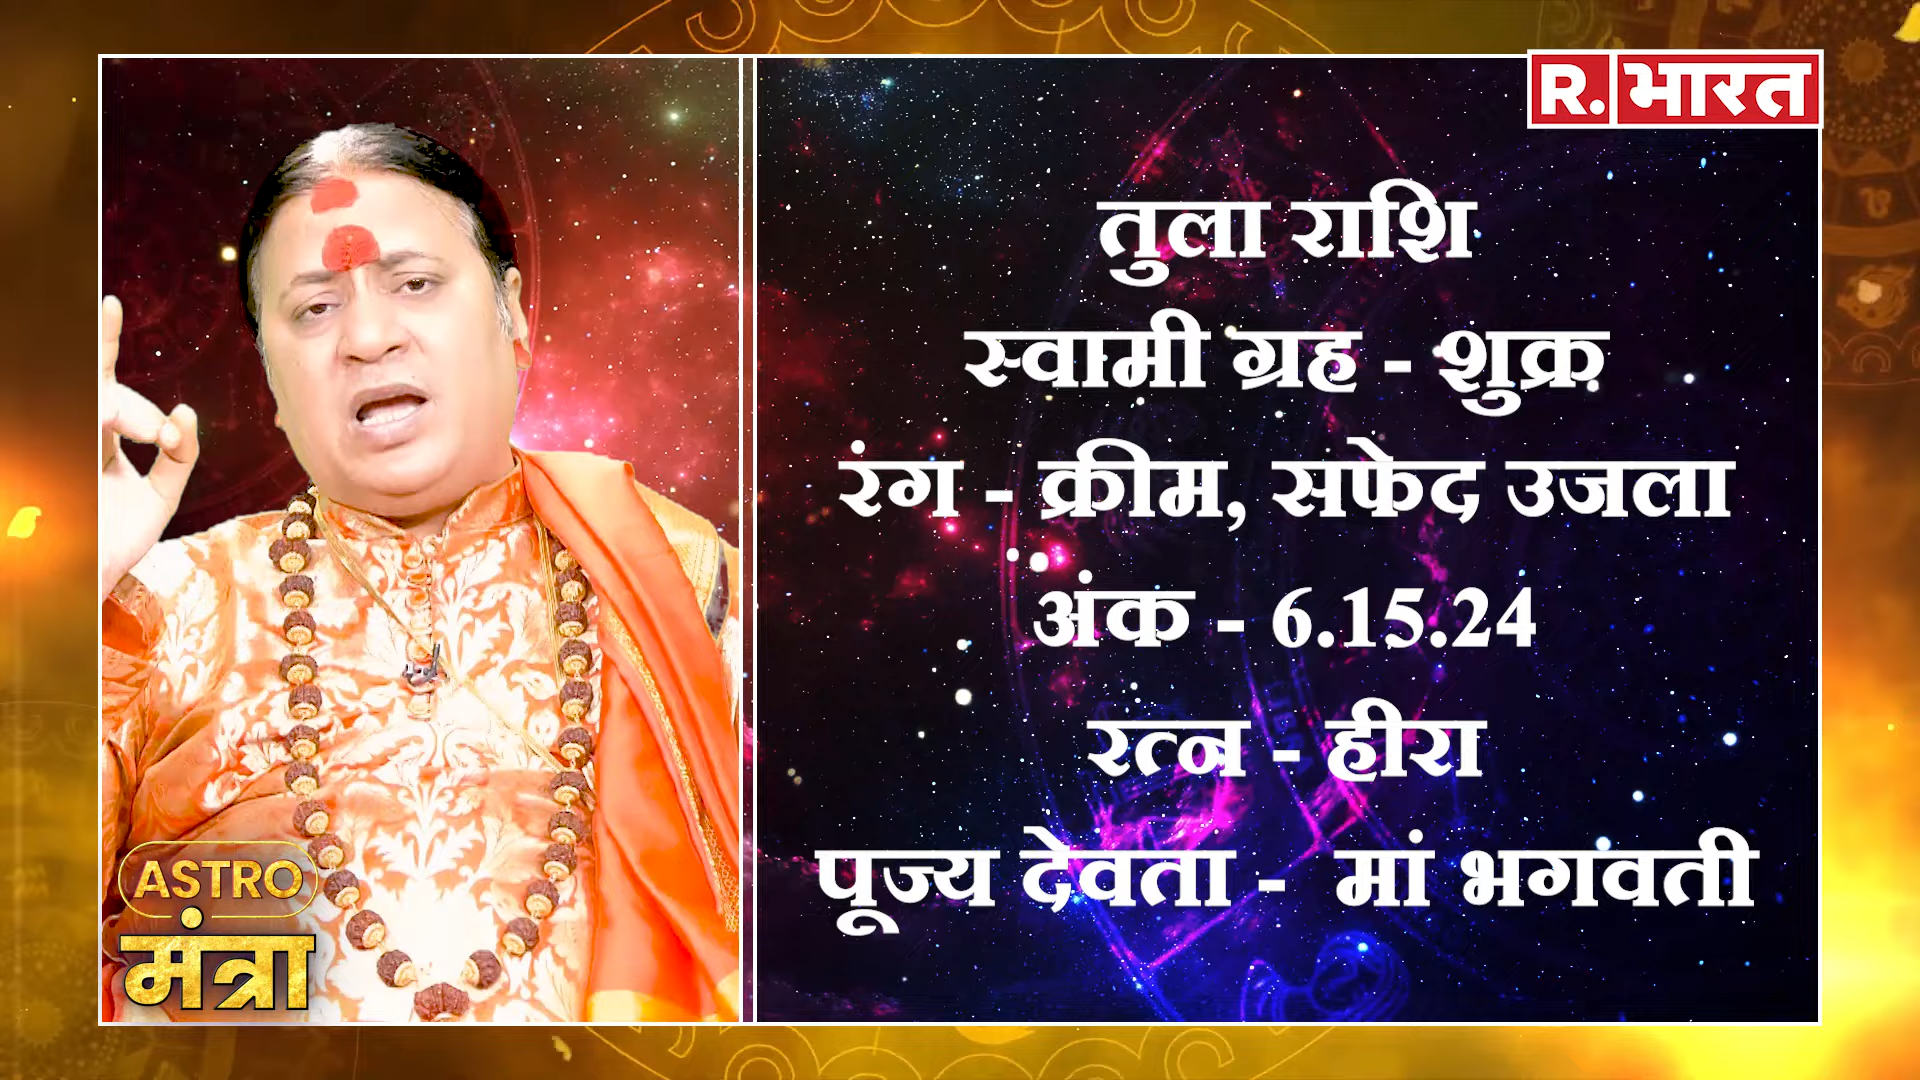 R. भारत
तुला राशि
स्वामी ग्रह - शुक्र
रंग - क्रीम, सफेद उजला
अंक - 6.15.24
रत्न - हीरा
पूज्य देवता - मां भगवती
ASTRO
मंत्रा